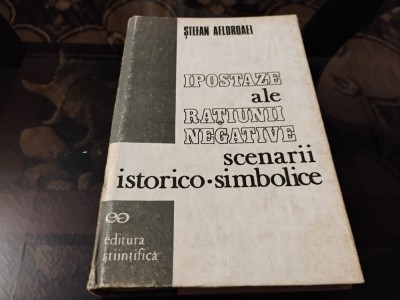 ȘTEFAN AFLOROAEI
IPOSTAZE
ale
RAȚIUNII
NEGATIVE
scenarii
istorico•simbolice
editura
științifică